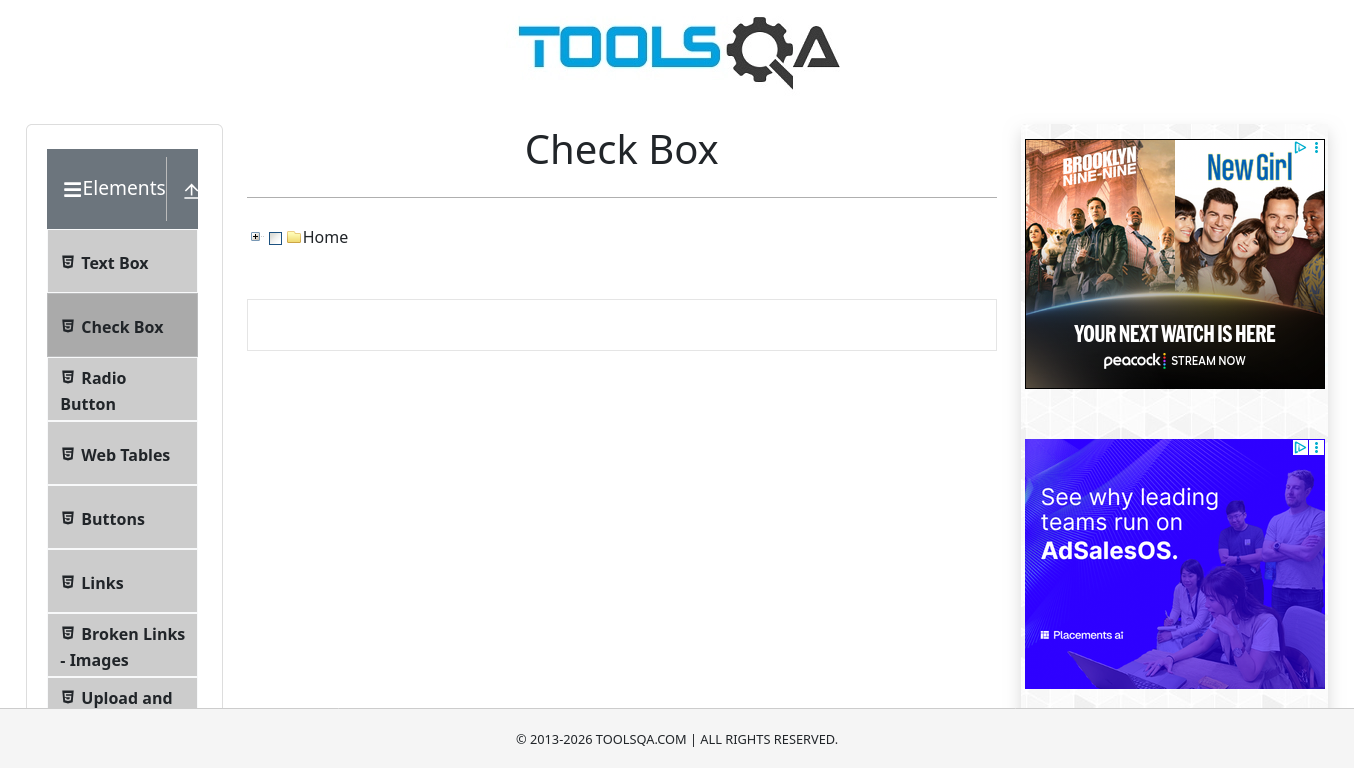 TOOLSQA
Elements
Text Box
Check Box
Radio
Button
Web Tables
Buttons
Links
Broken Links
- Images
Upload and
Check Box
Home
BROOKLYN
NINE-NINE
New Girl
YOUR NEXT WATCH IS HERE
peacock STREAM NOW
See why leading
teams run on
AdSalesOS.
Placements ai
© 2013-2026 TOOLSQA.COM | ALL RIGHTS RESERVED.